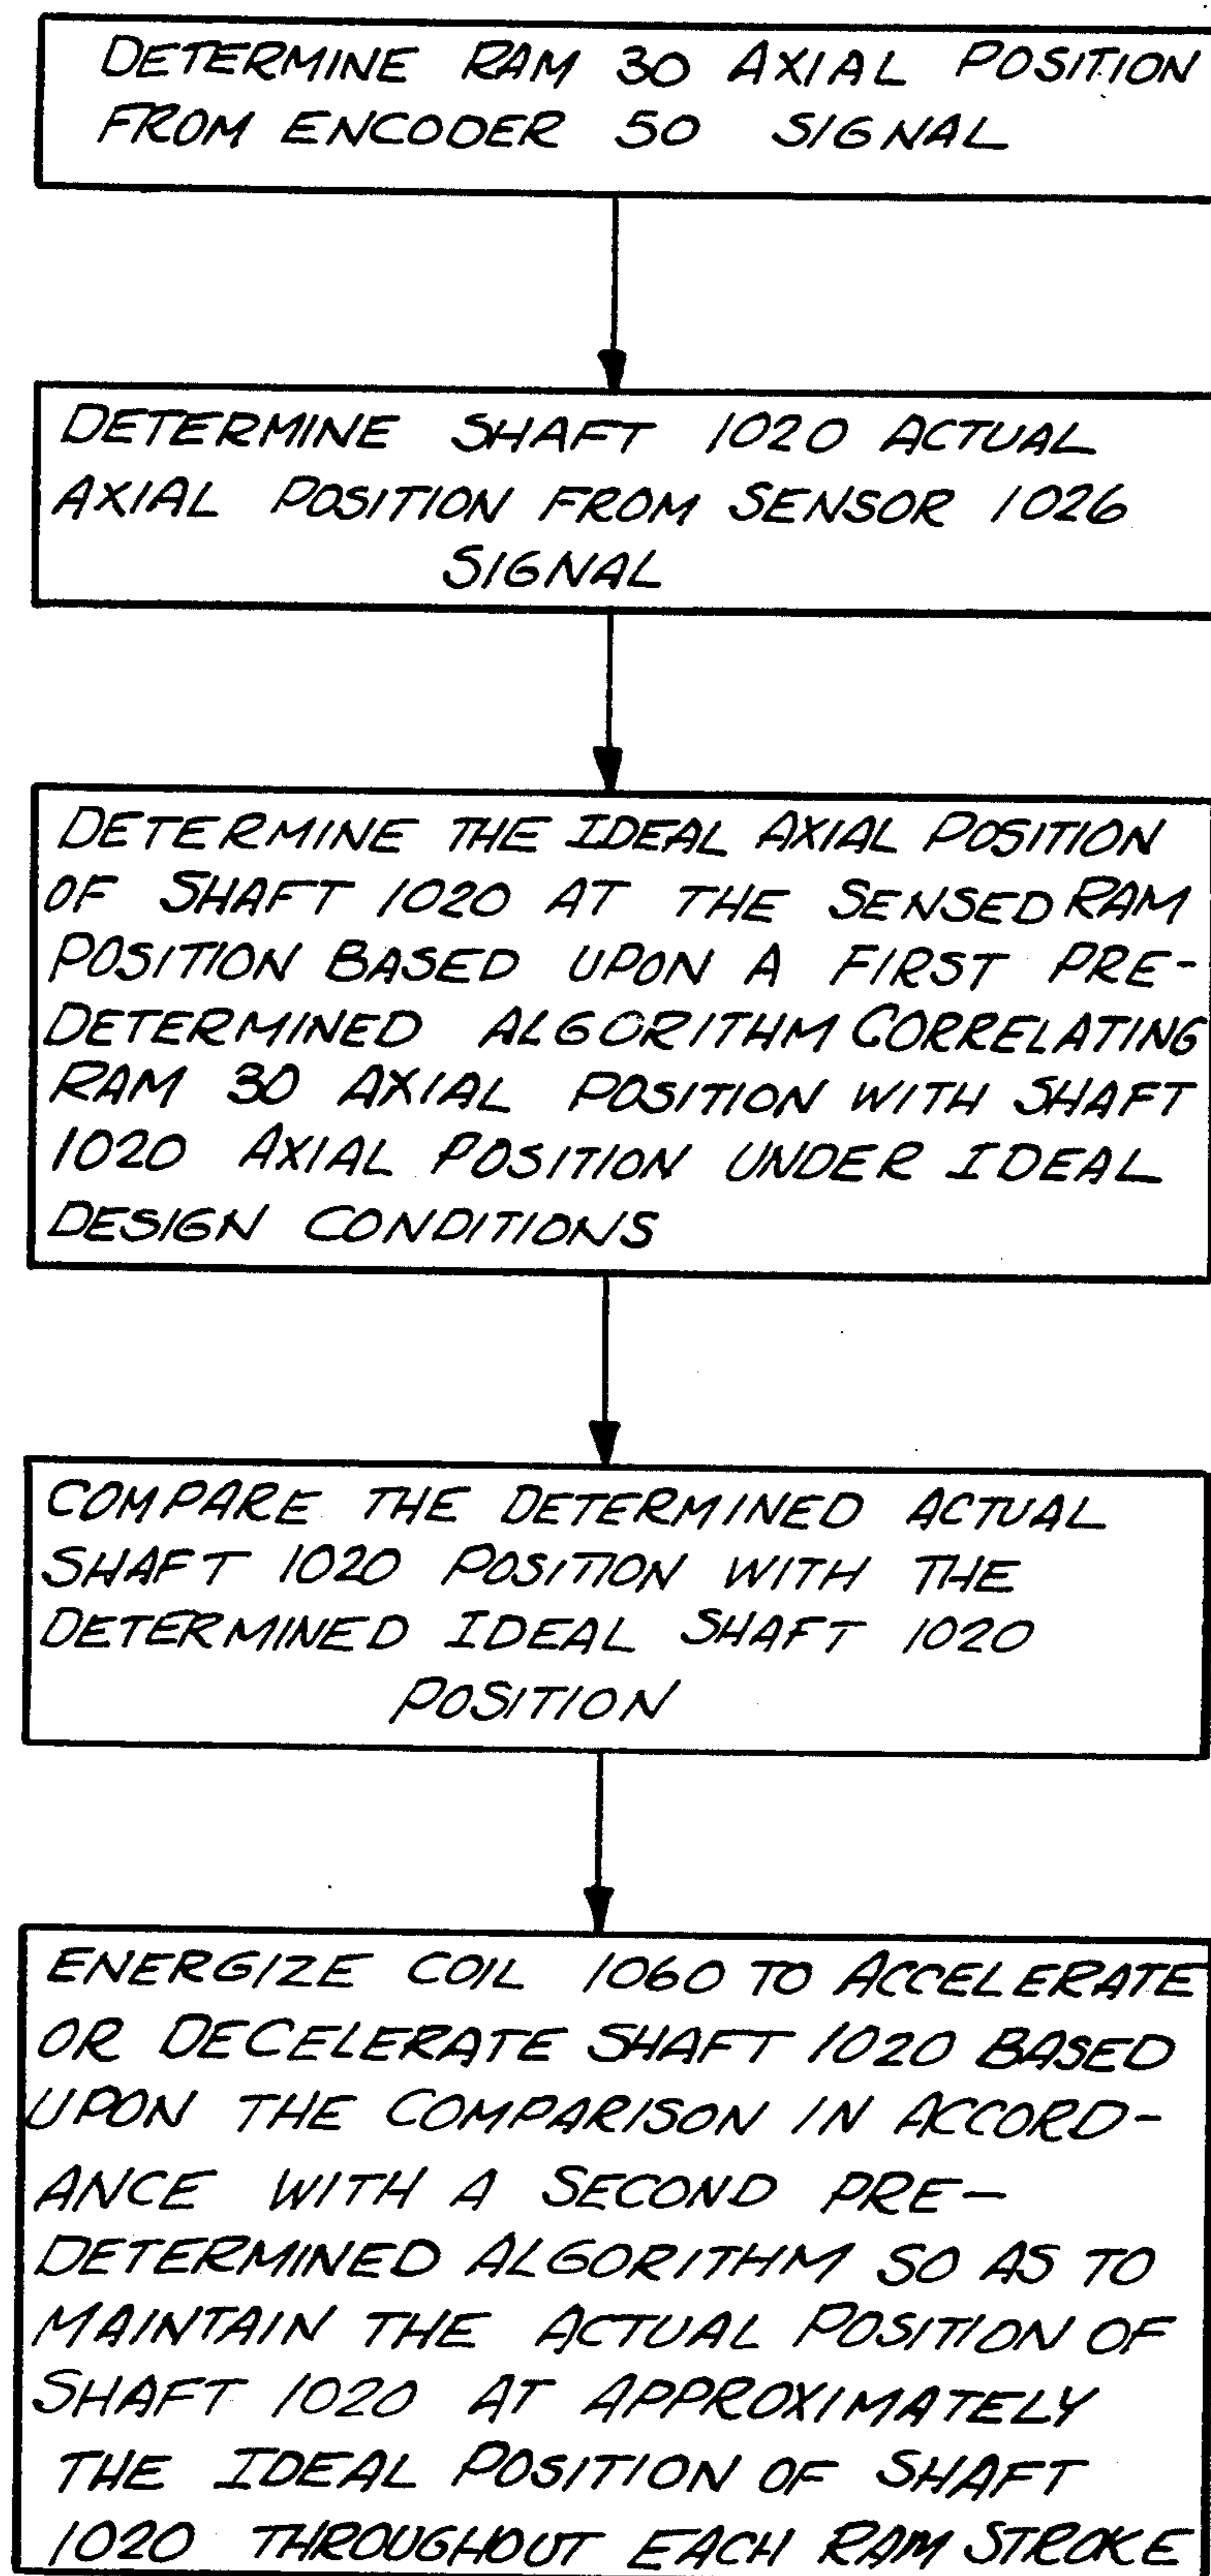 DETERMINE RAM 30 AXIAL POSITION
FROM ENCODER 50 SIGNAL
DETERMINE SHAFT 1020 ACTUAL
AXIAL POSITION FROM SENSOR 1026
SIGNAL
DETERMINE THE IDEAL AXIAL POSITION
OF SHAFT 1020 AT THE SENSED RAM
POSITION BASED UPON A FIRST PRE-
DETERMINED ALGORITHM CORRELATING
RAM 30 AXIAL POSITION WITH SHAFT
1020 AXIAL POSITION UNDER IDEAL
DESIGN CONDITIONS
COMPARE THE DETERMINED ACTUAL
SHAFT 1020 POSITION WITH THE
DETERMINED IDEAL SHAFT 1020
POSITION
ENERGIZE COIL 1060 TO ACCELERATE
OR DECELERATE SHAFT 1020 BASED
UPON THE COMPARISON IN ACCORD-
ANCE WITH A SECOND PRE-
DETERMINED ALGORITHM SO AS TO
MAINTAIN THE ACTUAL POSITION OF
SHAFT 1020 AT APPROXIMATELY
THE IDEAL POSITION OF SHAFT
1020 THROUGHOUT EACH RAM STROKE